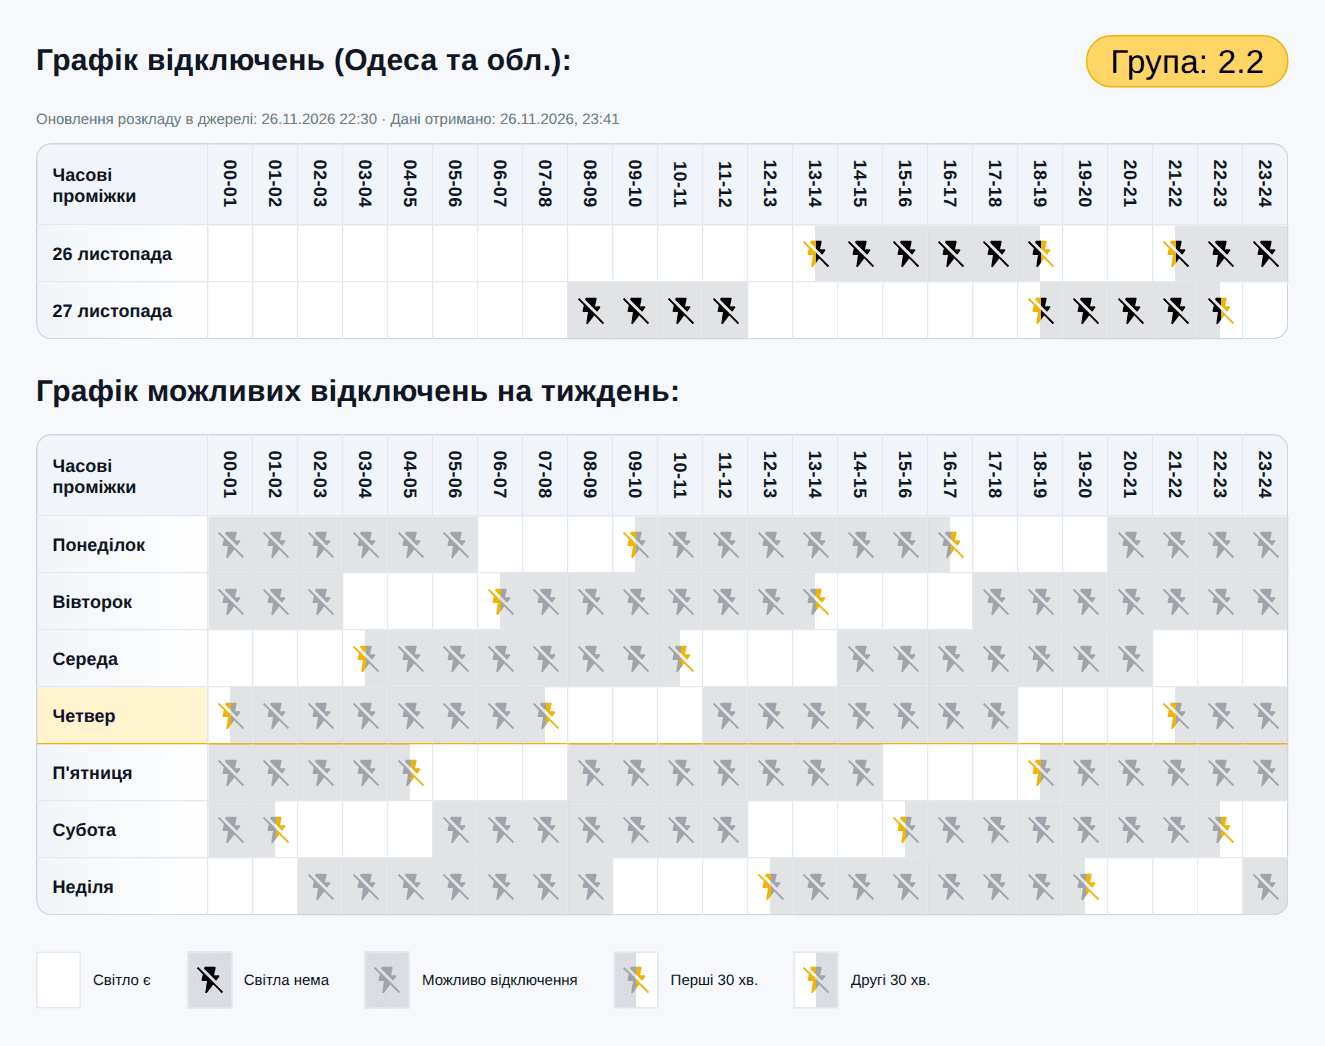 Графік відключень (Одеса та обл.):
Група: 2.2
Оновлення розкладу в джерелі: 26.11.2026 22:30 · Дані отримано: 26.11.2026, 23:41
Часові проміжки 00-01 01-02 02-03 03-04 04-05 05-06 06-07 07-08 08-09 09-10 10-11 11-12 12-13 13-14 14-15 15-16 16-17 17-18 18-19 19-20 20-21 21-22 22-23 23-24
26 листопада
27 листопада
Графік можливих відключень на тиждень:
Часові проміжки 00-01 01-02 02-03 03-04 04-05 05-06 06-07 07-08 08-09 09-10 10-11 11-12 12-13 13-14 14-15 15-16 16-17 17-18 18-19 19-20 20-21 21-22 22-23 23-24
Понеділок
Вівторок
Середа
Четвер
П'ятниця
Субота
Неділя
Світло є
Світла нема
Можливо відключення
Перші 30 хв.
Другі 30 хв.